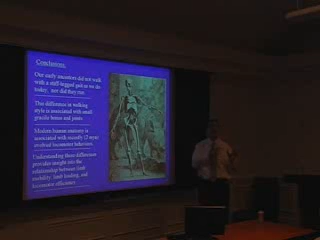 Conclusions:
Our early ancestors did not walk
with a stiff-legged gait as we do
today, nor did they run.
This difference in walking
style is associated with small
gracile bones and joints.
Modern human anatomy is
associated with recently
evolved locomotor behaviors.
Understanding these differences
provides insight into the
relationship between joint
mobility, limb loading, and
locomotor efficiency